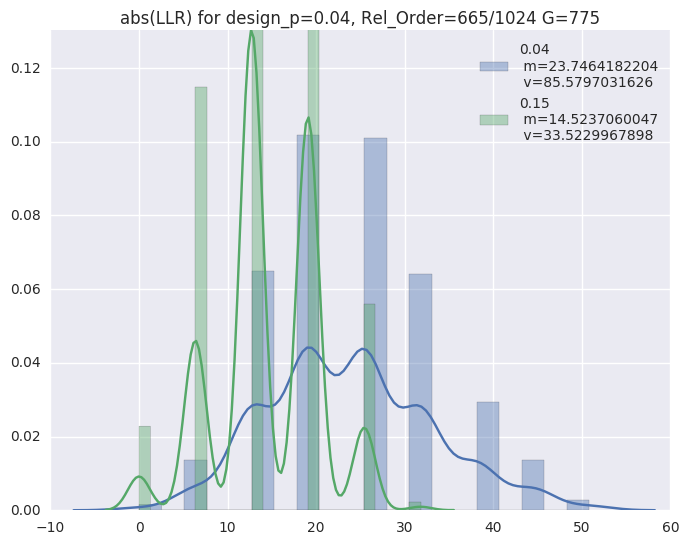 abs(LLR) for design_p=0.04, Rel_Order=665/1024 G=775
0.04
m=23.7464182204
v=85.5797031626
0.15
m=14.5237060047
v=33.5229967898
0.12
0.10
0.08
0.06
0.04
0.02
0.00
−10 0 10 20 30 40 50 60